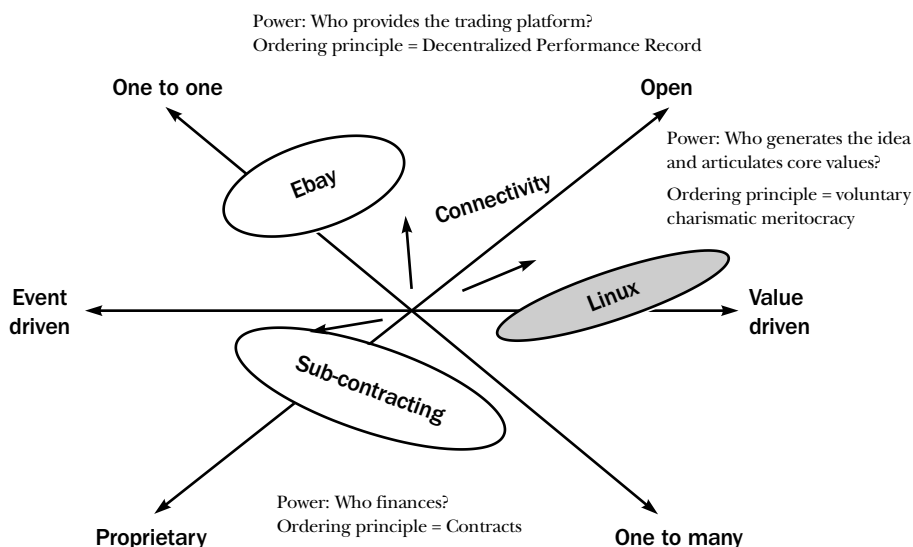 Power: Who provides the trading platform?
Ordering principle = Decentralized Performance Record
One to one
Open
Power: Who generates the idea
and articulates core values?
Ordering principle = voluntary
charismatic meritocracy
Ebay
Connectivity
Linux
Event
driven
Value
driven
Sub-contracting
Power: Who finances?
Ordering principle = Contracts
Proprietary
One to many